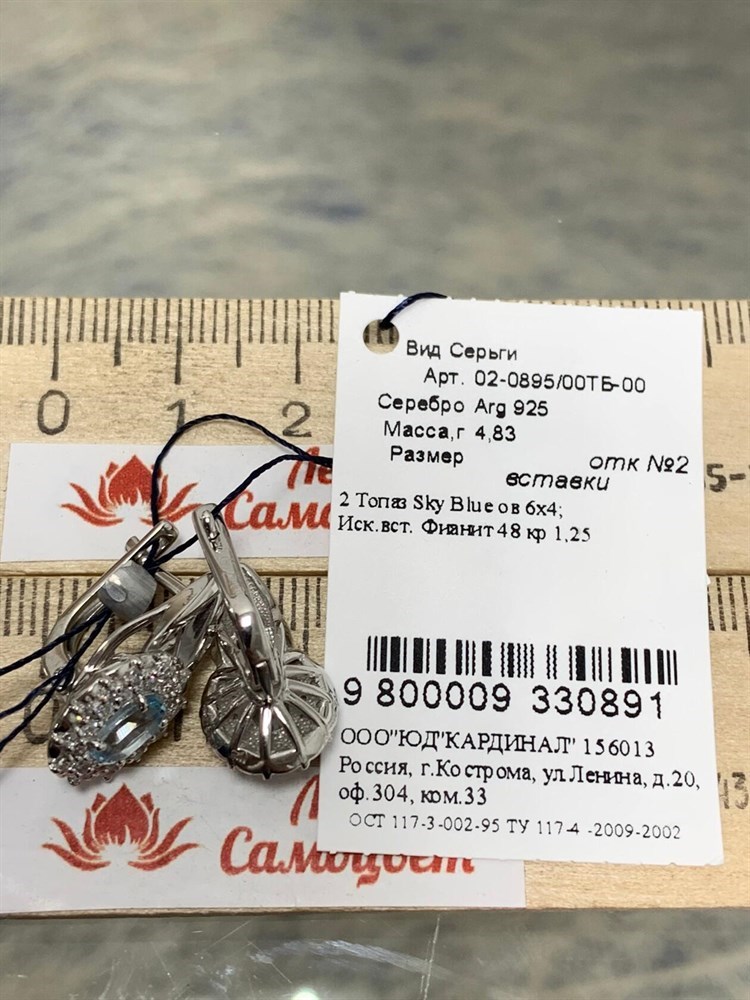 Вид Серьги
Арт. 02-0895/00ТБ-00
Серебро Arg 925
Масса,г 4,83
Размер
отк №2
вставки
2 Топаз Sky Blue ов 6х4;
Иск.вст. Фианит 48 кр 1,25
9 800009 330891
ООО"ЮД"КАРДИНАЛ" 156013
Россия, г.Кострома, ул.Ленина, д.20,
оф.304, ком.33
ОСТ 117-3-002-95 ТУ 117-4 -2009-2002
0 1 2
Самоцвет